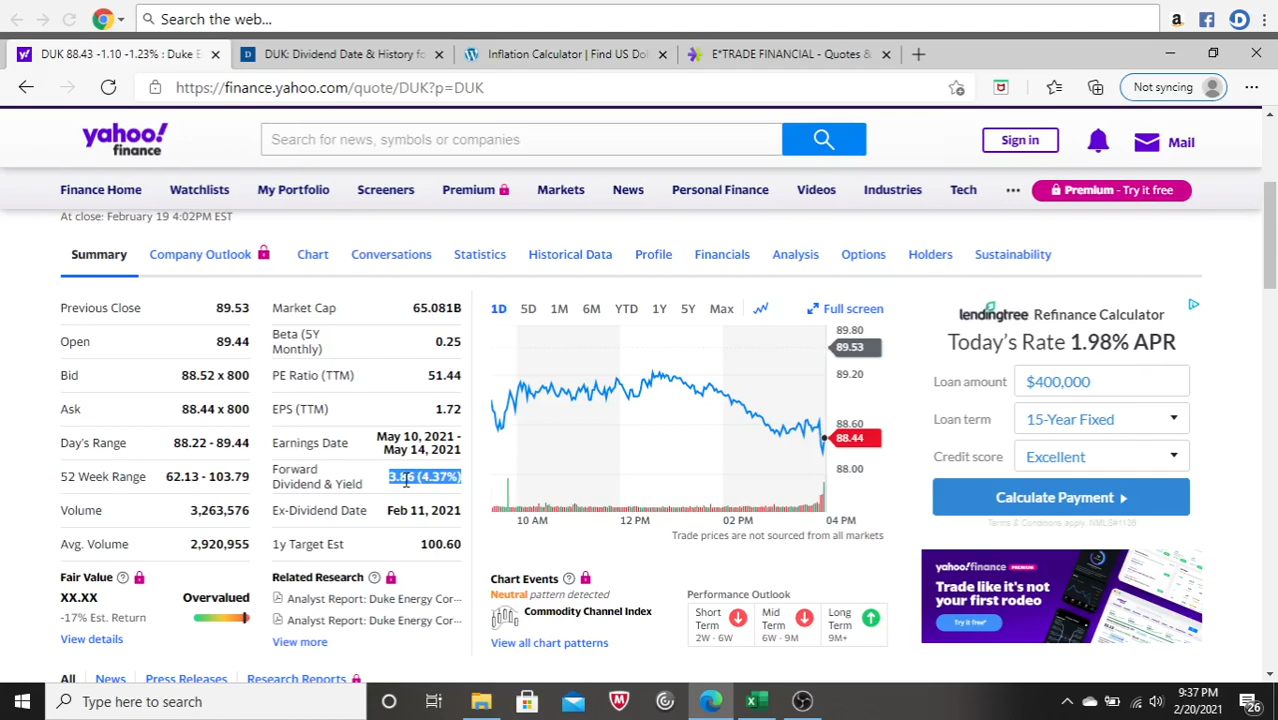 Search the web...
DUK 88.43 -1.10 -1.23% : Duke E
DUK: Dividend Date & History fo
Inflation Calculator | Find US Do
E*TRADE FINANCIAL - Quotes &
https://finance.yahoo.com/quote/DUK?p=DUK
Not syncing
yahoo!
finance
Search for news, symbols or companies
Sign in
Mail
Finance Home
Watchlists
My Portfolio
Screeners
Premium
Markets
News
Personal Finance
Videos
Industries
Tech
Premium - Try it free
At close: February 19 4:02PM EST
Summary
Company Outlook
Chart
Conversations
Statistics
Historical Data
Profile
Financials
Analysis
Options
Holders
Sustainability
Previous Close 89.53
Open 89.44
Bid 88.52 x 800
Ask 88.44 x 800
Day's Range 88.22 - 89.44
52 Week Range 62.13 - 103.79
Volume 3,263,576
Avg. Volume 2,920,955
Market Cap 65.081B
Beta (5Y
Monthly) 0.25
PE Ratio (TTM) 51.44
EPS (TTM) 1.72
Earnings Date May 10, 2021 -
May 14, 2021
Forward
Dividend & Yield 3.86 (4.37%)
Ex-Dividend Date Feb 11, 2021
1y Target Est 100.60
Fair Value
XX.XX Overvalued
-17% Est. Return
View details
Related Research
Analyst Report: Duke Energy Cor...
Analyst Report: Duke Energy Cor...
View more
1D 5D 1M 6M YTD 1Y 5Y Max
Full screen
89.80
89.53
89.20
88.60
88.44
88.00
10 AM 12 PM 02 PM 04 PM
Trade prices are not sourced from all markets
Chart Events
Neutral pattern detected
Commodity Channel Index
View all chart patterns
Performance Outlook
Short
Term
2W - 6W
Mid
Term
6W - 9M
Long
Term
9M+
lendingtree Refinance Calculator
Today's Rate 1.98% APR
Loan amount $400,000
Loan term 15-Year Fixed
Credit score Excellent
Calculate Payment
Terms & Conditions apply. NMLS#1136
yahoo!finance PREMIUM
Trade like it's not
your first rodeo
Try it free*
All
News
Press Releases
Research Reports
Type here to search
9:37 PM
2/20/2021
26